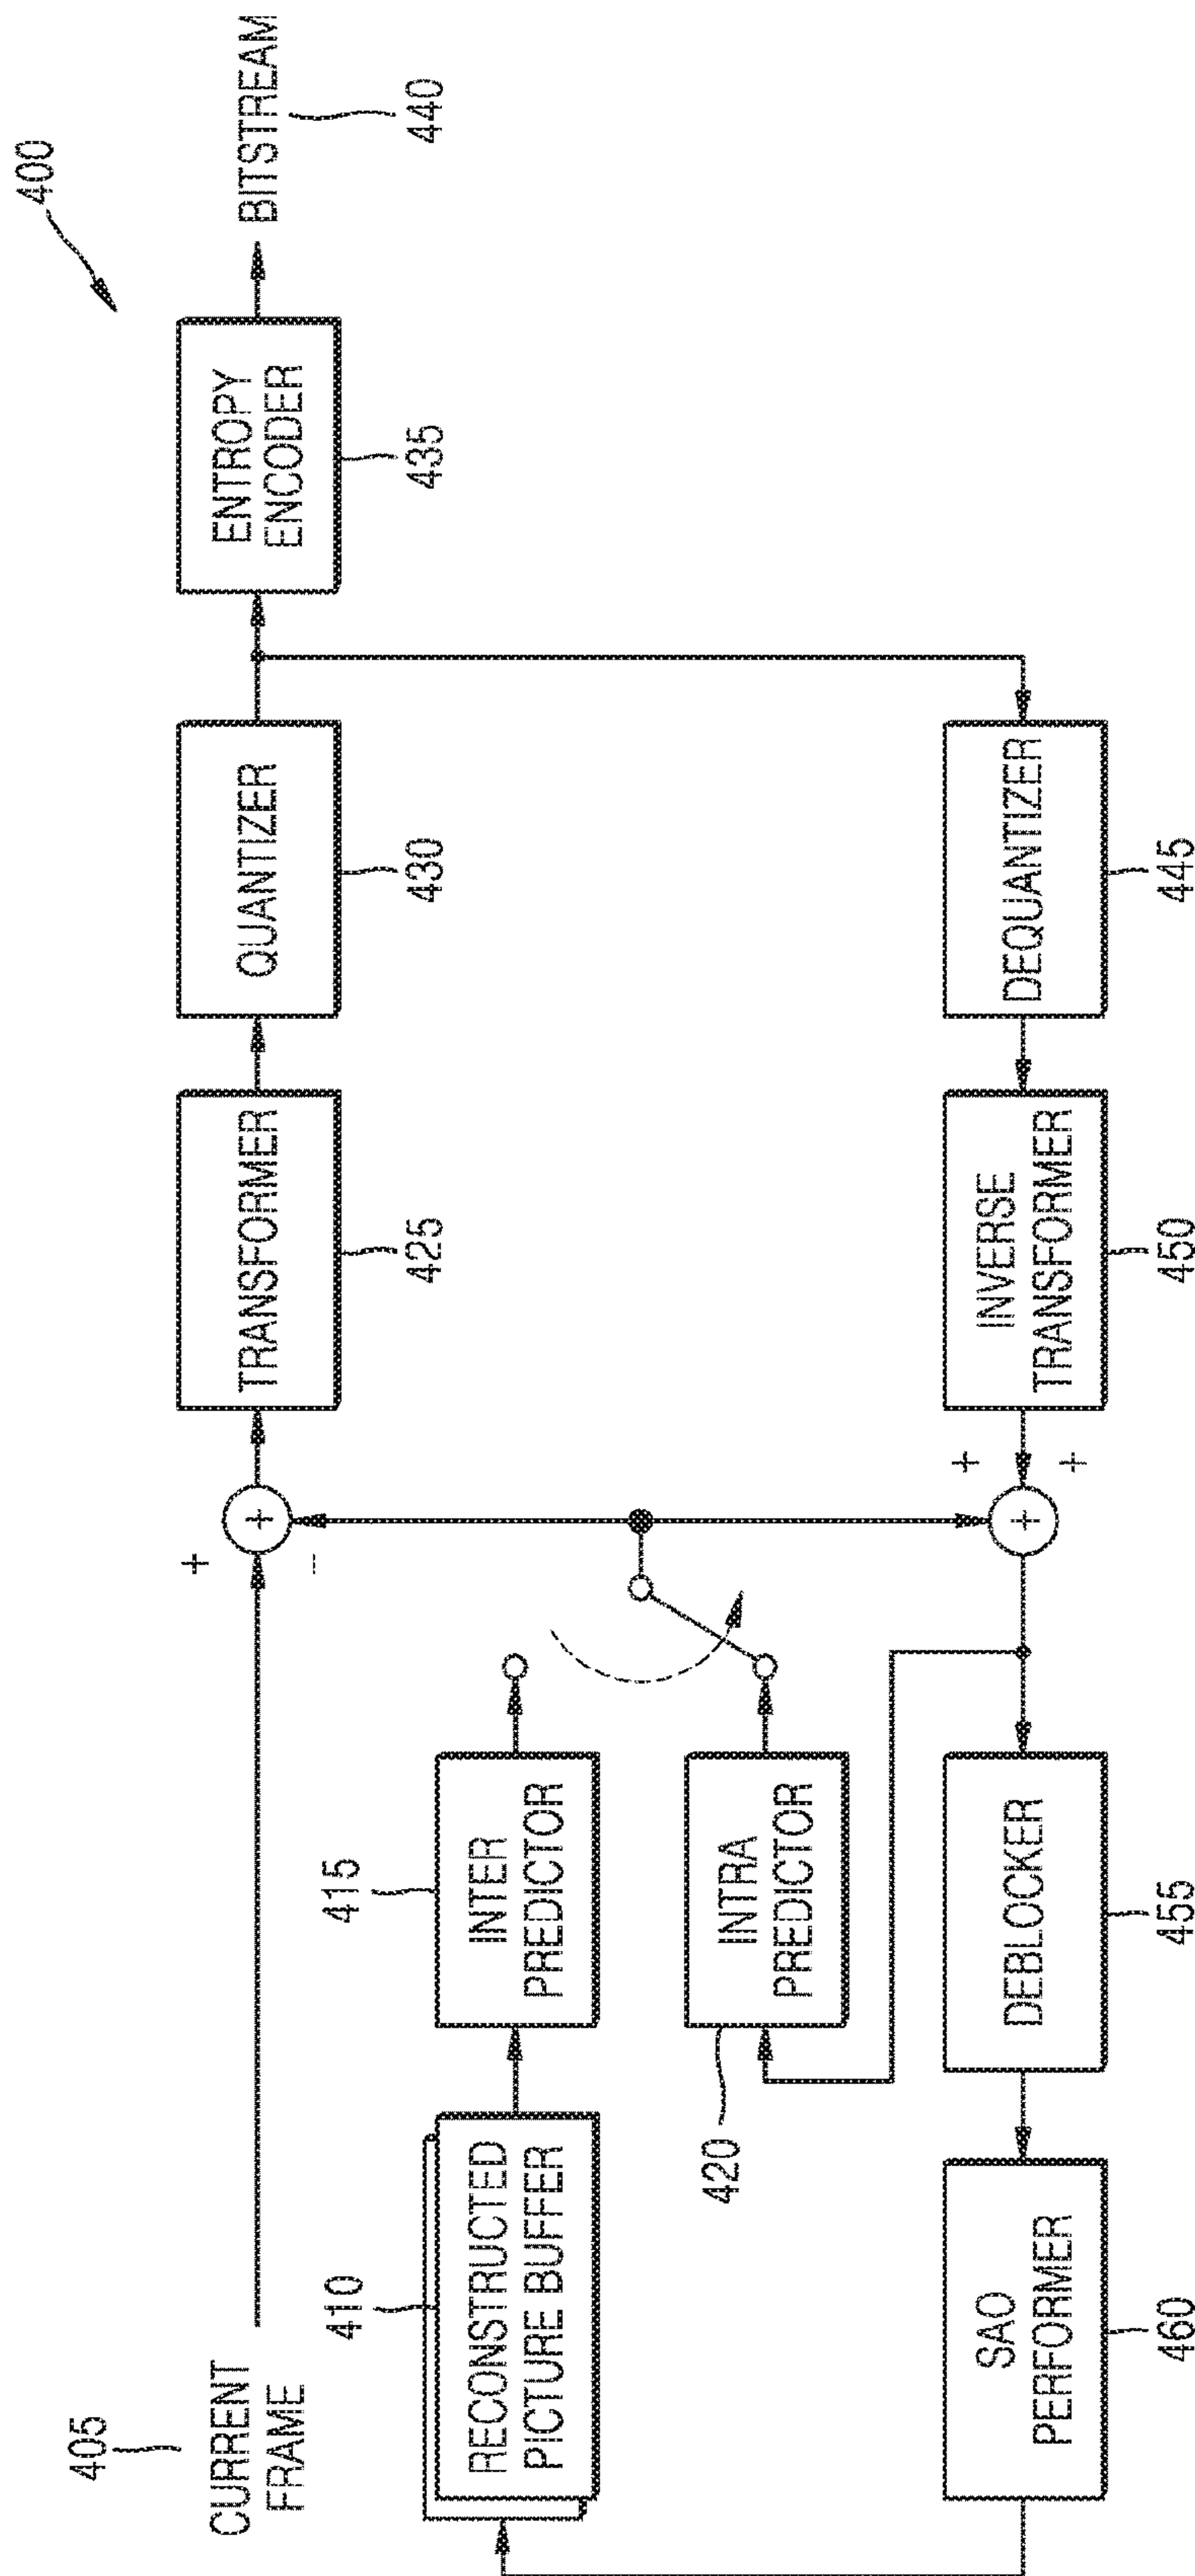 400
405
CURRENT
FRAME
+
−
+
TRANSFORMER
425
QUANTIZER
430
ENTROPY
ENCODER
435
BITSTREAM
440
410
RECONSTRUCTED
PICTURE BUFFER
415
INTER
PREDICTOR
420
INTRA
PREDICTOR
SAO
PERFORMER
460
DEBLOCKER
455
+
+
+
INVERSE
TRANSFORMER
450
DEQUANTIZER
445